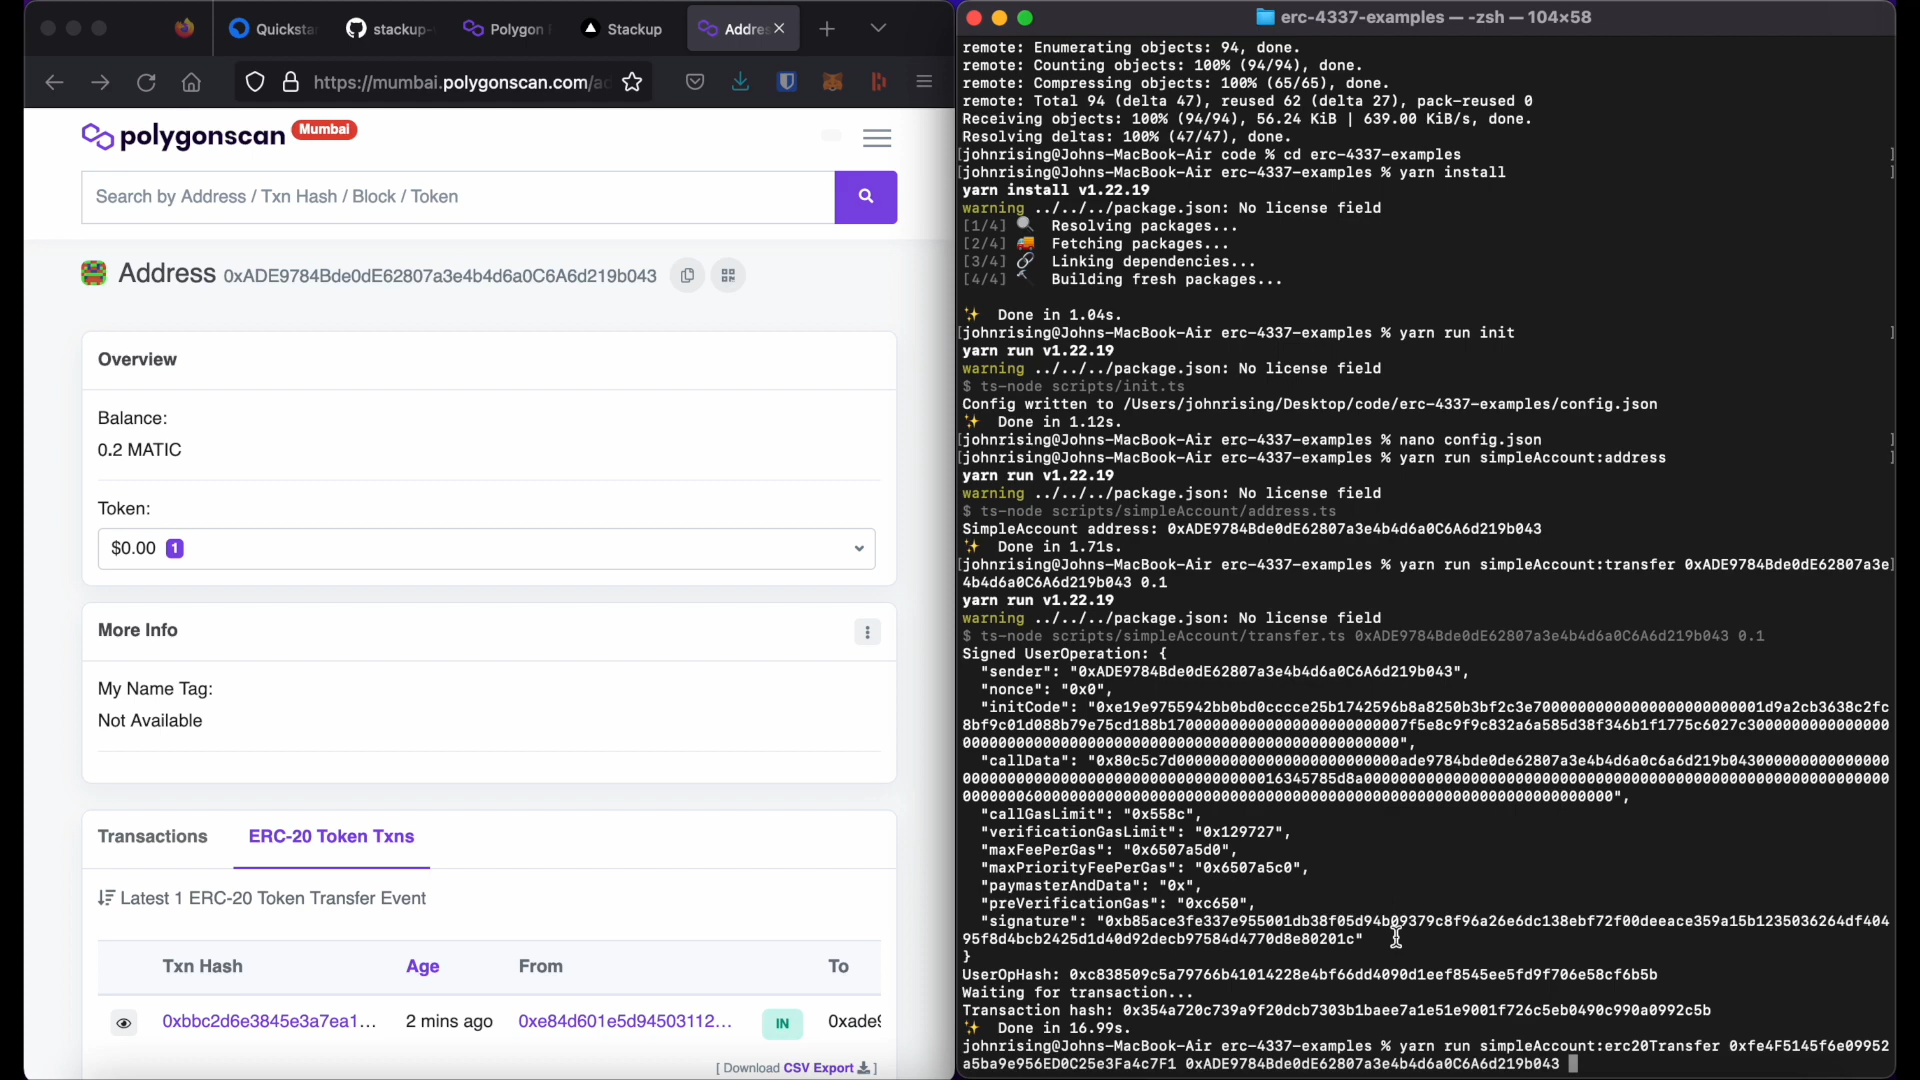 Quicksta
stackup-
Polygon
Stackup
Addres
https://mumbai.polygonscan.com/ad
polygonscan Mumbai
Search by Address / Txn Hash / Block / Token
Address 0xADE9784Bde0dE62807a3e4b4d6a0C6A6d219b043
Overview
Balance:
0.2 MATIC
Token:
$0.00 1
More Info
My Name Tag:
Not Available
Transactions ERC-20 Token Txns
Latest 1 ERC-20 Token Transfer Event
Txn Hash Age From To
0xbbc2d6e3845e3a7ea1... 2 mins ago 0xe84d601e5d94503112... IN 0xade9
[ Download CSV Export ]
erc-4337-examples — -zsh — 104×58
remote: Enumerating objects: 94, done.
remote: Counting objects: 100% (94/94), done.
remote: Compressing objects: 100% (65/65), done.
remote: Total 94 (delta 47), reused 62 (delta 27), pack-reused 0
Receiving objects: 100% (94/94), 56.24 KiB | 639.00 KiB/s, done.
Resolving deltas: 100% (47/47), done.
[johnrising@Johns-MacBook-Air code % cd erc-4337-examples ]
[johnrising@Johns-MacBook-Air erc-4337-examples % yarn install ]
yarn install v1.22.19
warning ../../../package.json: No license field
[1/4] Resolving packages...
[2/4] Fetching packages...
[3/4] Linking dependencies...
[4/4] Building fresh packages...
Done in 1.04s.
[johnrising@Johns-MacBook-Air erc-4337-examples % yarn run init ]
yarn run v1.22.19
warning ../../../package.json: No license field
$ ts-node scripts/init.ts
Config written to /Users/johnrising/Desktop/code/erc-4337-examples/config.json
Done in 1.12s.
[johnrising@Johns-MacBook-Air erc-4337-examples % nano config.json ]
[johnrising@Johns-MacBook-Air erc-4337-examples % yarn run simpleAccount:address ]
yarn run v1.22.19
warning ../../../package.json: No license field
$ ts-node scripts/simpleAccount/address.ts
SimpleAccount address: 0xADE9784Bde0dE62807a3e4b4d6a0C6A6d219b043
Done in 1.71s.
[johnrising@Johns-MacBook-Air erc-4337-examples % yarn run simpleAccount:transfer 0xADE9784Bde0dE62807a3e]
4b4d6a0C6A6d219b043 0.1
yarn run v1.22.19
warning ../../../package.json: No license field
$ ts-node scripts/simpleAccount/transfer.ts 0xADE9784Bde0dE62807a3e4b4d6a0C6A6d219b043 0.1
Signed UserOperation: {
"sender": "0xADE9784Bde0dE62807a3e4b4d6a0C6A6d219b043",
"nonce": "0x0",
"initCode": "0xe19e9755942bb0bd0cccce25b1742596b8a8250b3bf2c3e700000000000000000000000001d9a2cb3638c2fc
8bf9c01d088b79e75cd188b17000000000000000000000000007f5e8c9f9c832a6a585d38f346b1f1775c6027c30000000000000
00000000000000000000000000000000000000000000000000",
"callData": "0x80c5c7d0000000000000000000000000ade9784bde0de62807a3e4b4d6a0c6a6d219b0430000000000000
000000000000000000000000000000000016345785d8a00000000000000000000000000000000000000000000000000000000000
0000000600000000000000000000000000000000000000000000000000000000000000000",
"callGasLimit": "0x558c",
"verificationGasLimit": "0x129727",
"maxFeePerGas": "0x6507a5d0",
"maxPriorityFeePerGas": "0x6507a5c0",
"paymasterAndData": "0x",
"preVerificationGas": "0xc650",
"signature": "0xb85ace3fe337e955001db38f05d94b09379c8f96a26e6dc138ebf72f00deeace359a15b1235036264df404
95f8d4bcb2425d1d40d92decb97584d4770d8e80201c"
}
UserOpHash: 0xc838509c5a79766b41014228e4bf66dd4090d1eef8545ee5fd9f706e58cf6b5b
Waiting for transaction...
Transaction hash: 0x354a720c739a9f20dcb7303b1baee7a1e51e9001f726c5eb0490c990a0992c5b
Done in 16.99s.
johnrising@Johns-MacBook-Air erc-4337-examples % yarn run simpleAccount:erc20Transfer 0xfe4F5145f6e09952
a5ba9e956ED0C25e3Fa4c7F1 0xADE9784Bde0dE62807a3e4b4d6a0C6A6d219b043